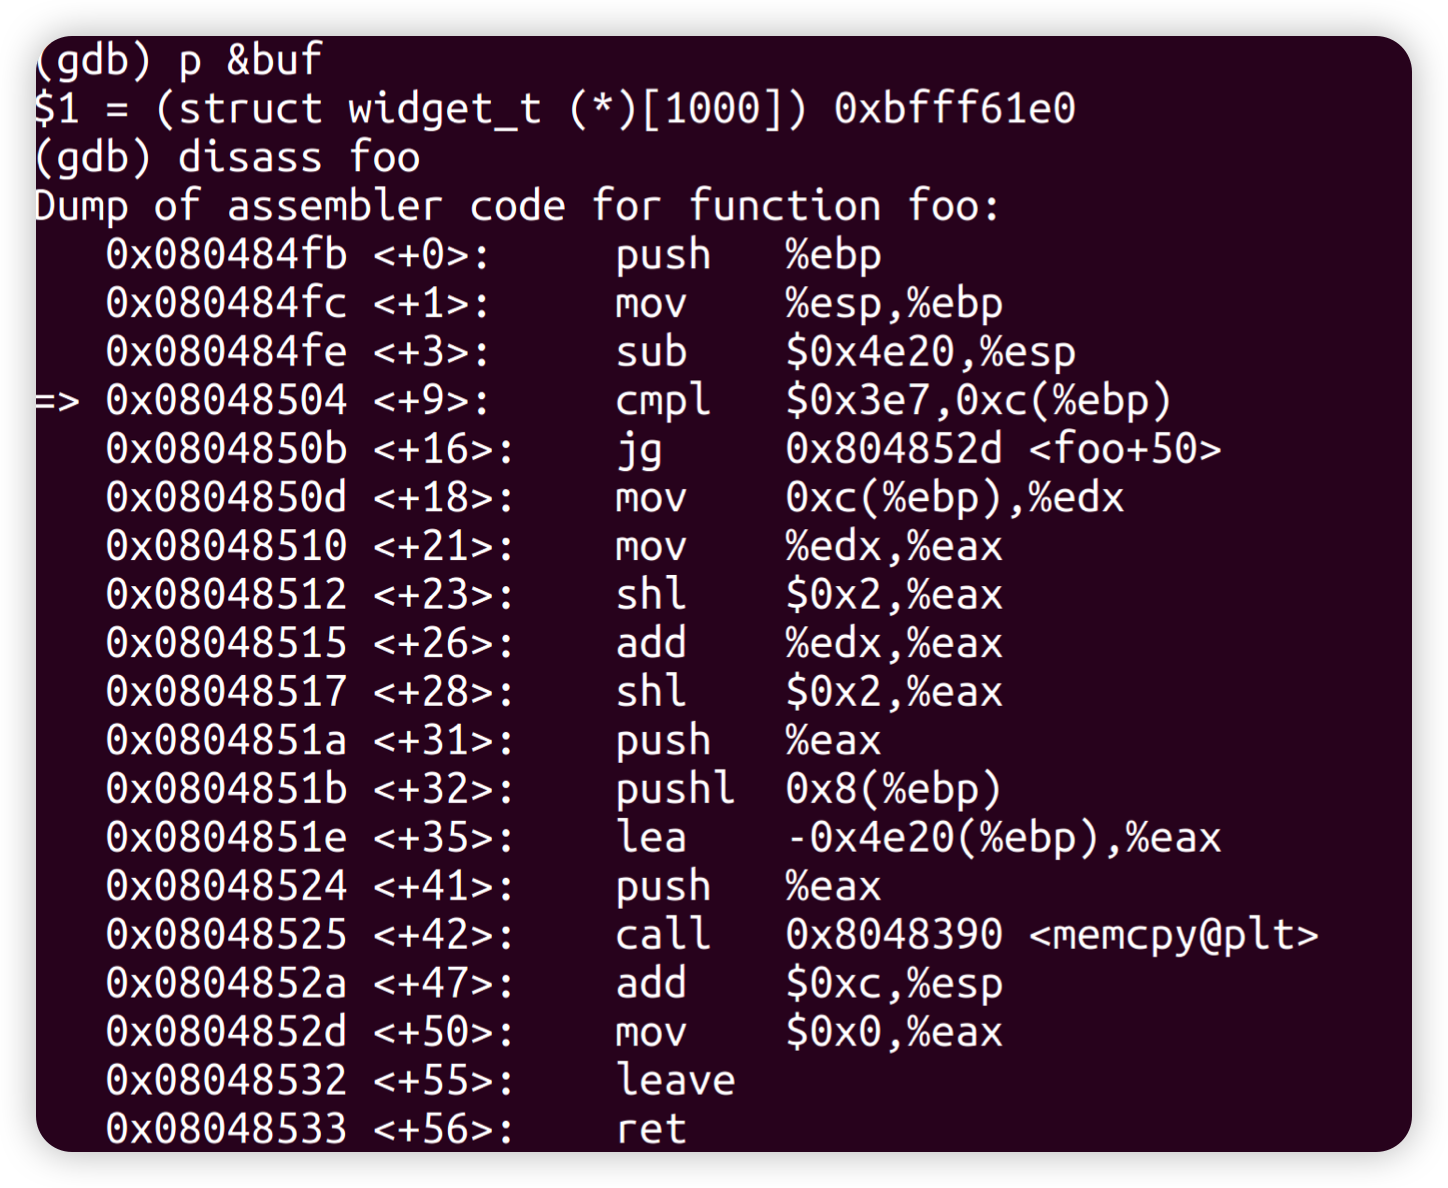 (gdb) p &buf
$1 = (struct widget_t (*)[1000]) 0xbfff61e0
(gdb) disass foo
Dump of assembler code for function foo:
   0x080484fb <+0>:     push   %ebp
   0x080484fc <+1>:     mov    %esp,%ebp
   0x080484fe <+3>:     sub    $0x4e20,%esp
=> 0x08048504 <+9>:     cmpl   $0x3e7,0xc(%ebp)
   0x0804850b <+16>:    jg     0x804852d <foo+50>
   0x0804850d <+18>:    mov    0xc(%ebp),%edx
   0x08048510 <+21>:    mov    %edx,%eax
   0x08048512 <+23>:    shl    $0x2,%eax
   0x08048515 <+26>:    add    %edx,%eax
   0x08048517 <+28>:    shl    $0x2,%eax
   0x0804851a <+31>:    push   %eax
   0x0804851b <+32>:    pushl  0x8(%ebp)
   0x0804851e <+35>:    lea    -0x4e20(%ebp),%eax
   0x08048524 <+41>:    push   %eax
   0x08048525 <+42>:    call   0x8048390 <memcpy@plt>
   0x0804852a <+47>:    add    $0xc,%esp
   0x0804852d <+50>:    mov    $0x0,%eax
   0x08048532 <+55>:    leave
   0x08048533 <+56>:    ret